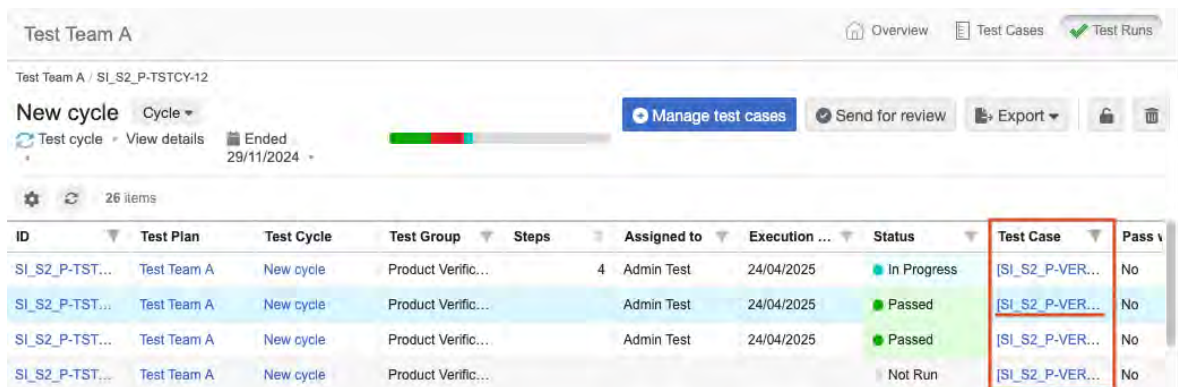 Test Team A Overview Test Cases Test Runs
Test Team A / SI_S2_P-TSTCY-12
New cycle Cycle Manage test cases Send for review Export
Test cycle View details Ended
29/11/2024
26 items
ID Test Plan Test Cycle Test Group Steps Assigned to Execution ... Status Test Case Pass
SI_S2_P-TST... Test Team A New cycle Product Verific... 4 Admin Test 24/04/2025 In Progress [SI_S2_P-VER... No
SI_S2_P-TST... Test Team A New cycle Product Verific... Admin Test 24/04/2025 Passed [SI_S2_P-VER... No
SI_S2_P-TST... Test Team A New cycle Product Verific... Admin Test 24/04/2025 Passed [SI_S2_P-VER... No
SI_S2_P-TST... Test Team A New cycle Product Verific... Not Run [SI_S2_P-VER... No